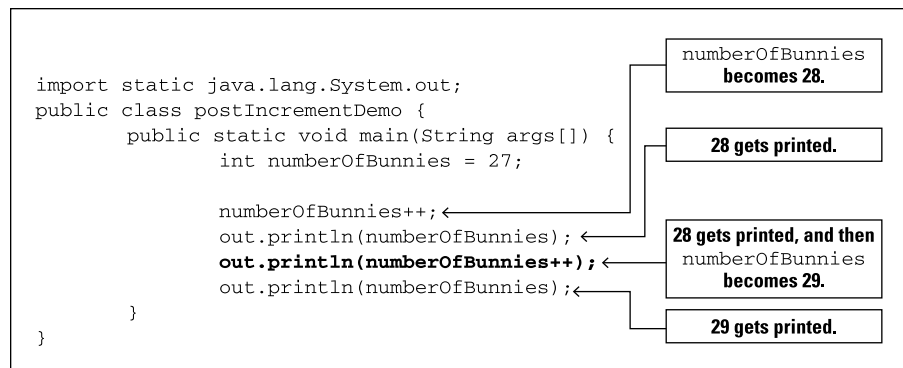 import static java.lang.System.out;
public class postIncrementDemo {
public static void main(String args[]) {
int numberOfBunnies = 27;
numberOfBunnies++;
out.println(numberOfBunnies);
out.println(numberOfBunnies++);
out.println(numberOfBunnies);
}
}
numberOfBunnies
becomes 28.
28 gets printed.
28 gets printed, and then
numberOfBunnies
becomes 29.
29 gets printed.